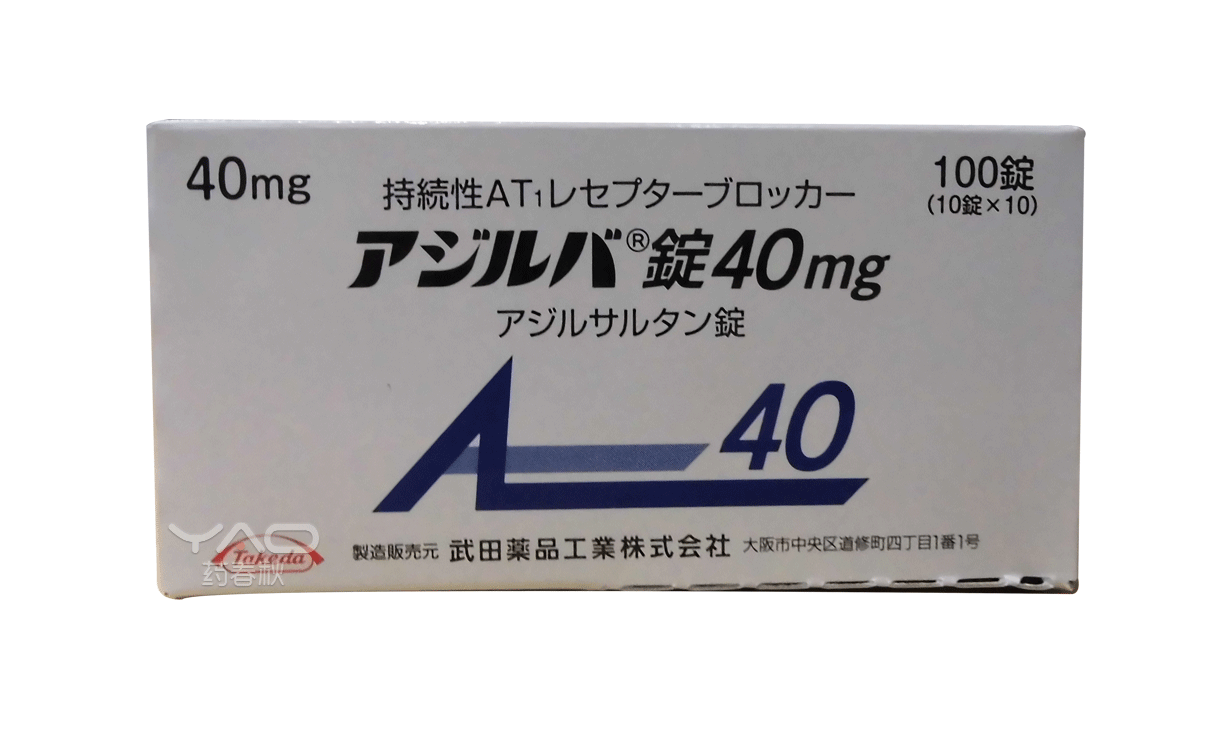 40mg
持続性AT₁レセプターブロッカー
100錠
(10錠×10)
アジルバ®錠40mg
アジルサルタン錠
40
YAO
药春秋
Takeda
製造販売元 武田薬品工業株式会社 大阪市中央区道修町四丁目1番1号